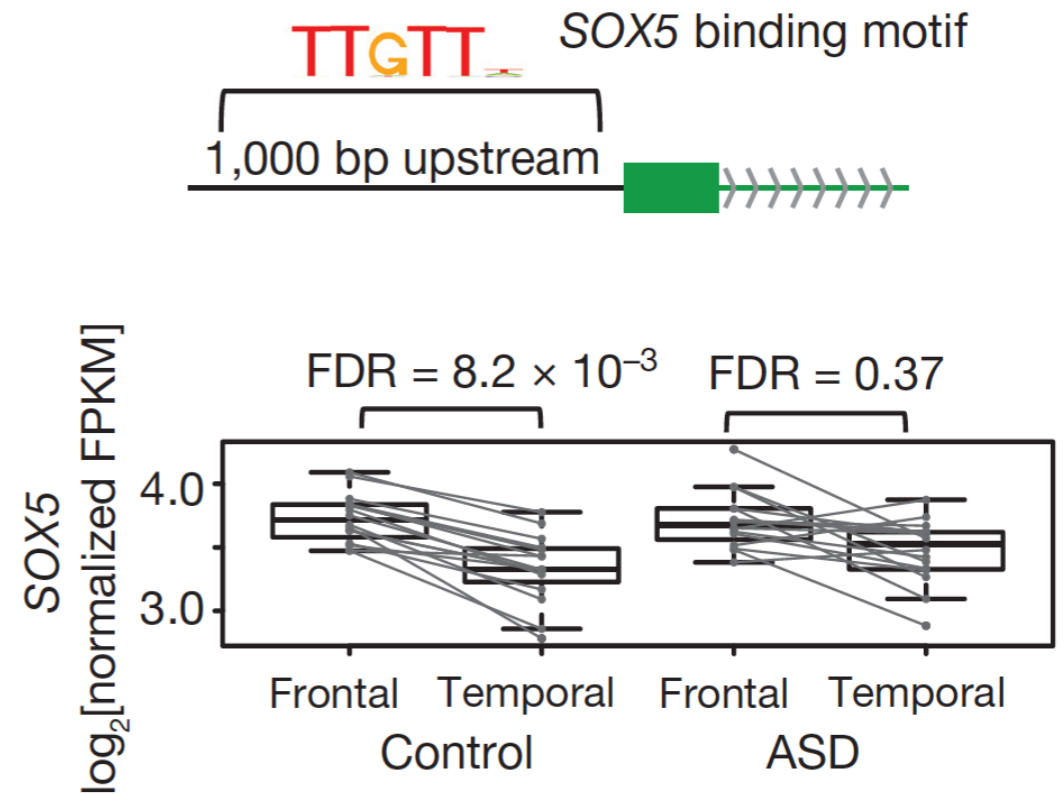 TTGTT
SOX5 binding motif
1,000 bp upstream
FDR = 8.2 × 10⁻³
FDR = 0.37
SOX5
log₂[normalized FPKM]
4.0
3.0
Frontal Temporal Frontal Temporal
Control ASD